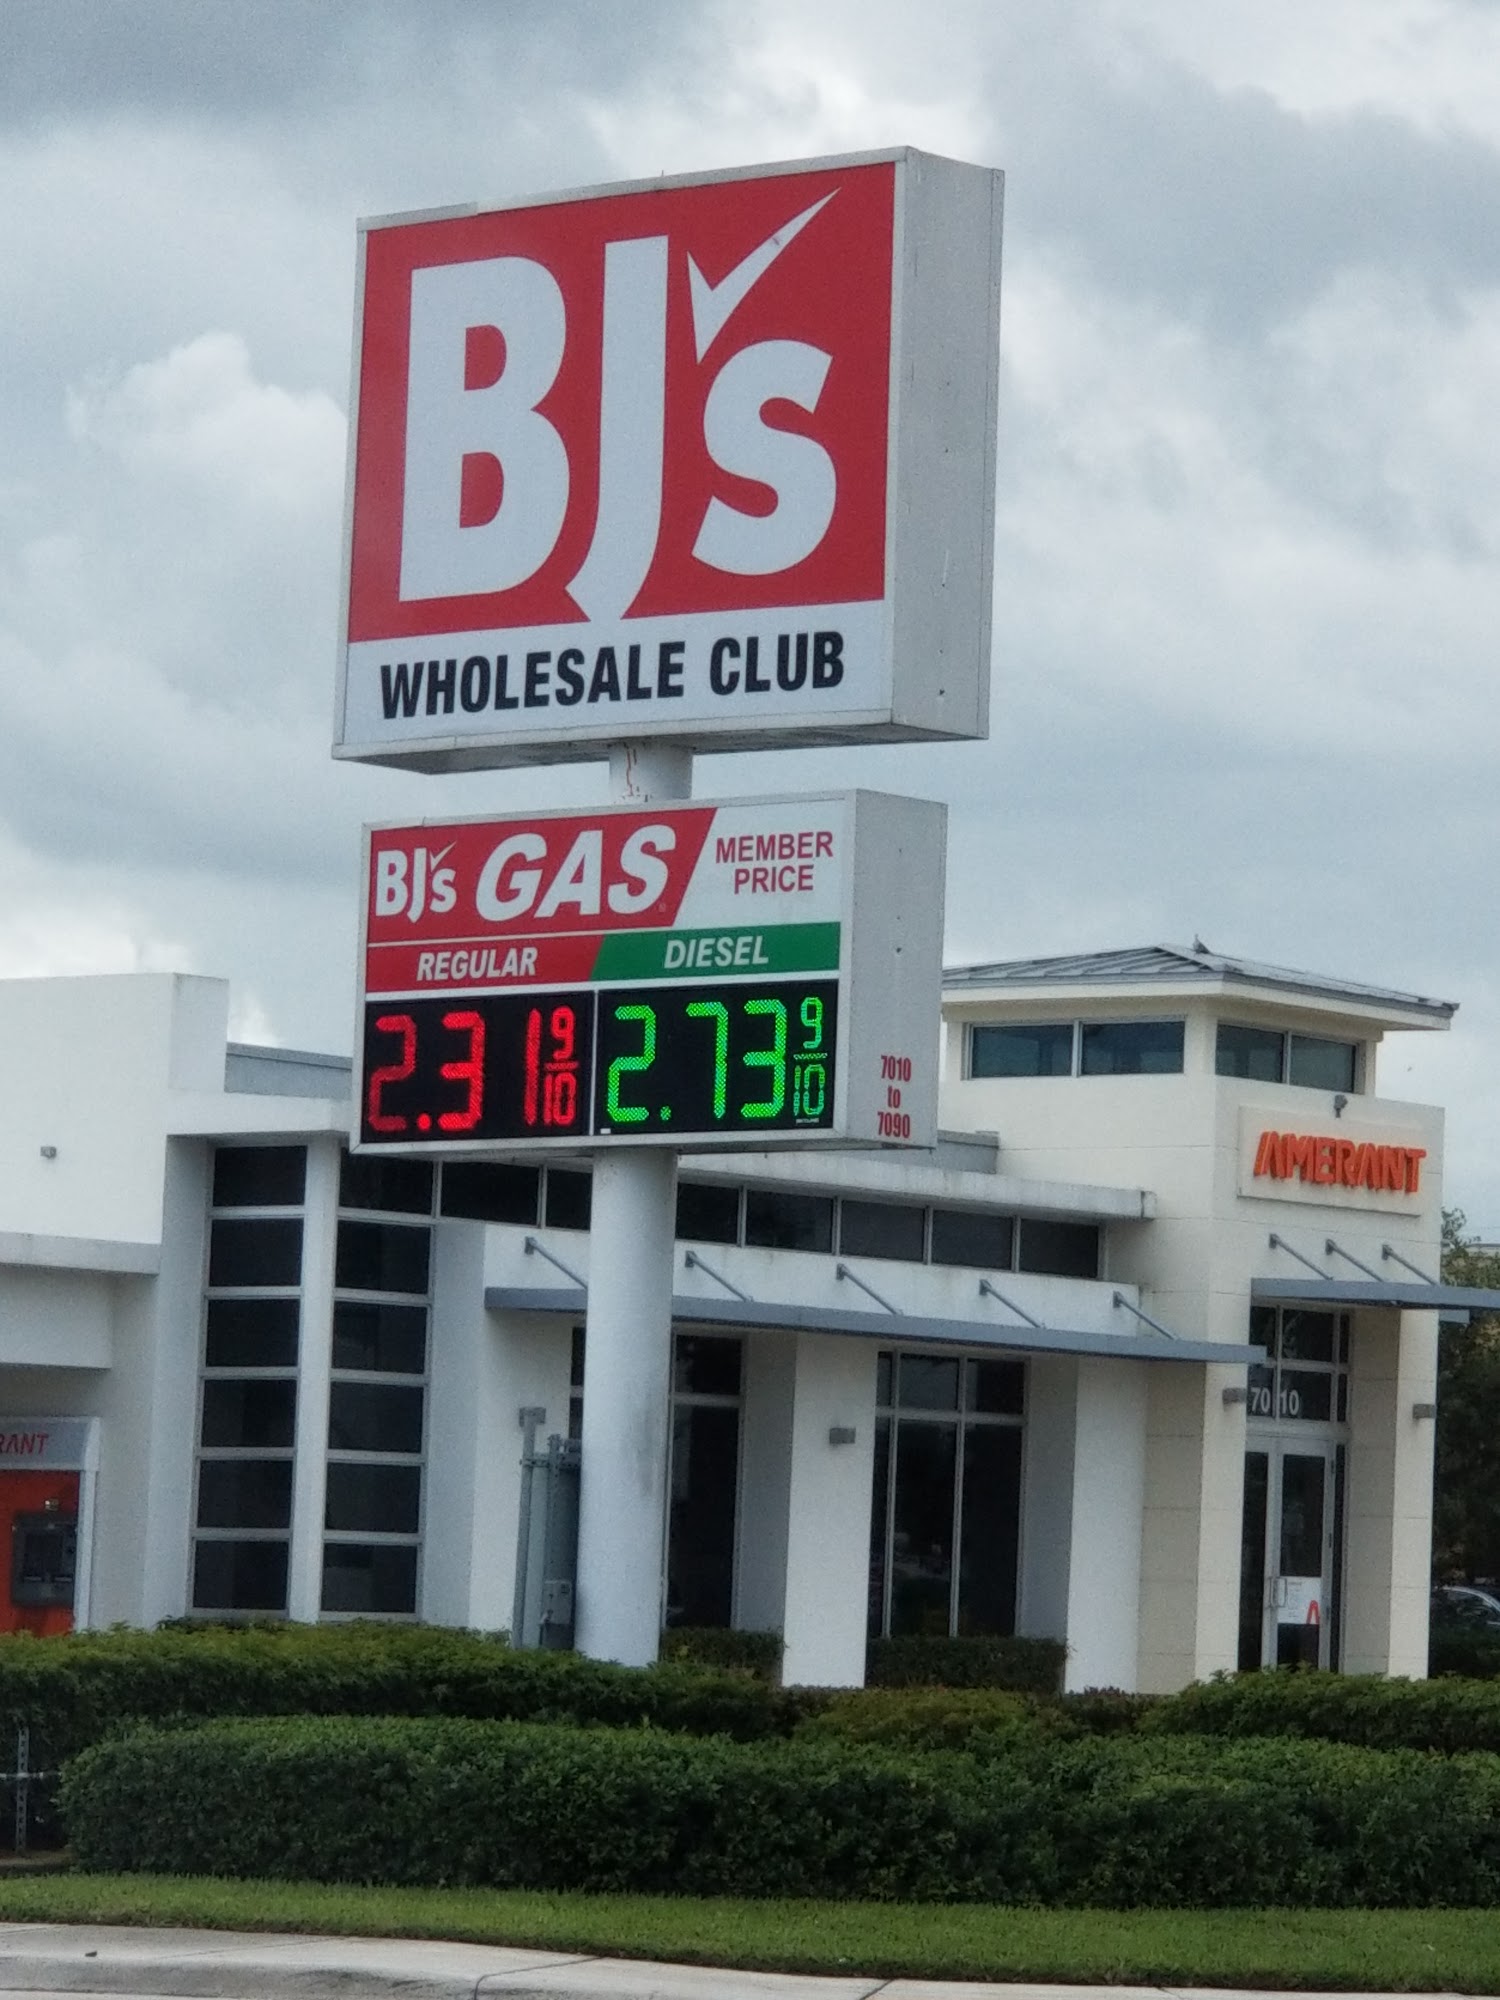 BJ's
WHOLESALE CLUB
BJ's GAS
MEMBER
PRICE
REGULAR
DIESEL
2.31 9/10
2.73 9/10
7010
to
7090
AMERANT
RANT
7010